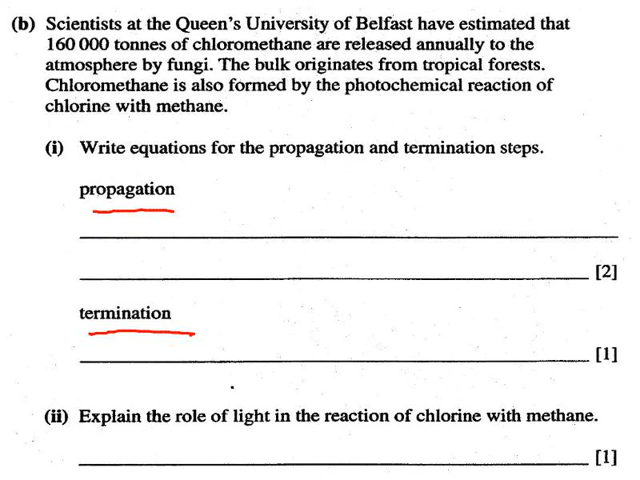 (b) Scientists at the Queen's University of Belfast have estimated that
160 000 tonnes of chloromethane are released annually to the
atmosphere by fungi. The bulk originates from tropical forests.
Chloromethane is also formed by the photochemical reaction of
chlorine with methane.
(i) Write equations for the propagation and termination steps.
propagation
[2]
termination
[1]
(ii) Explain the role of light in the reaction of chlorine with methane.
[1]